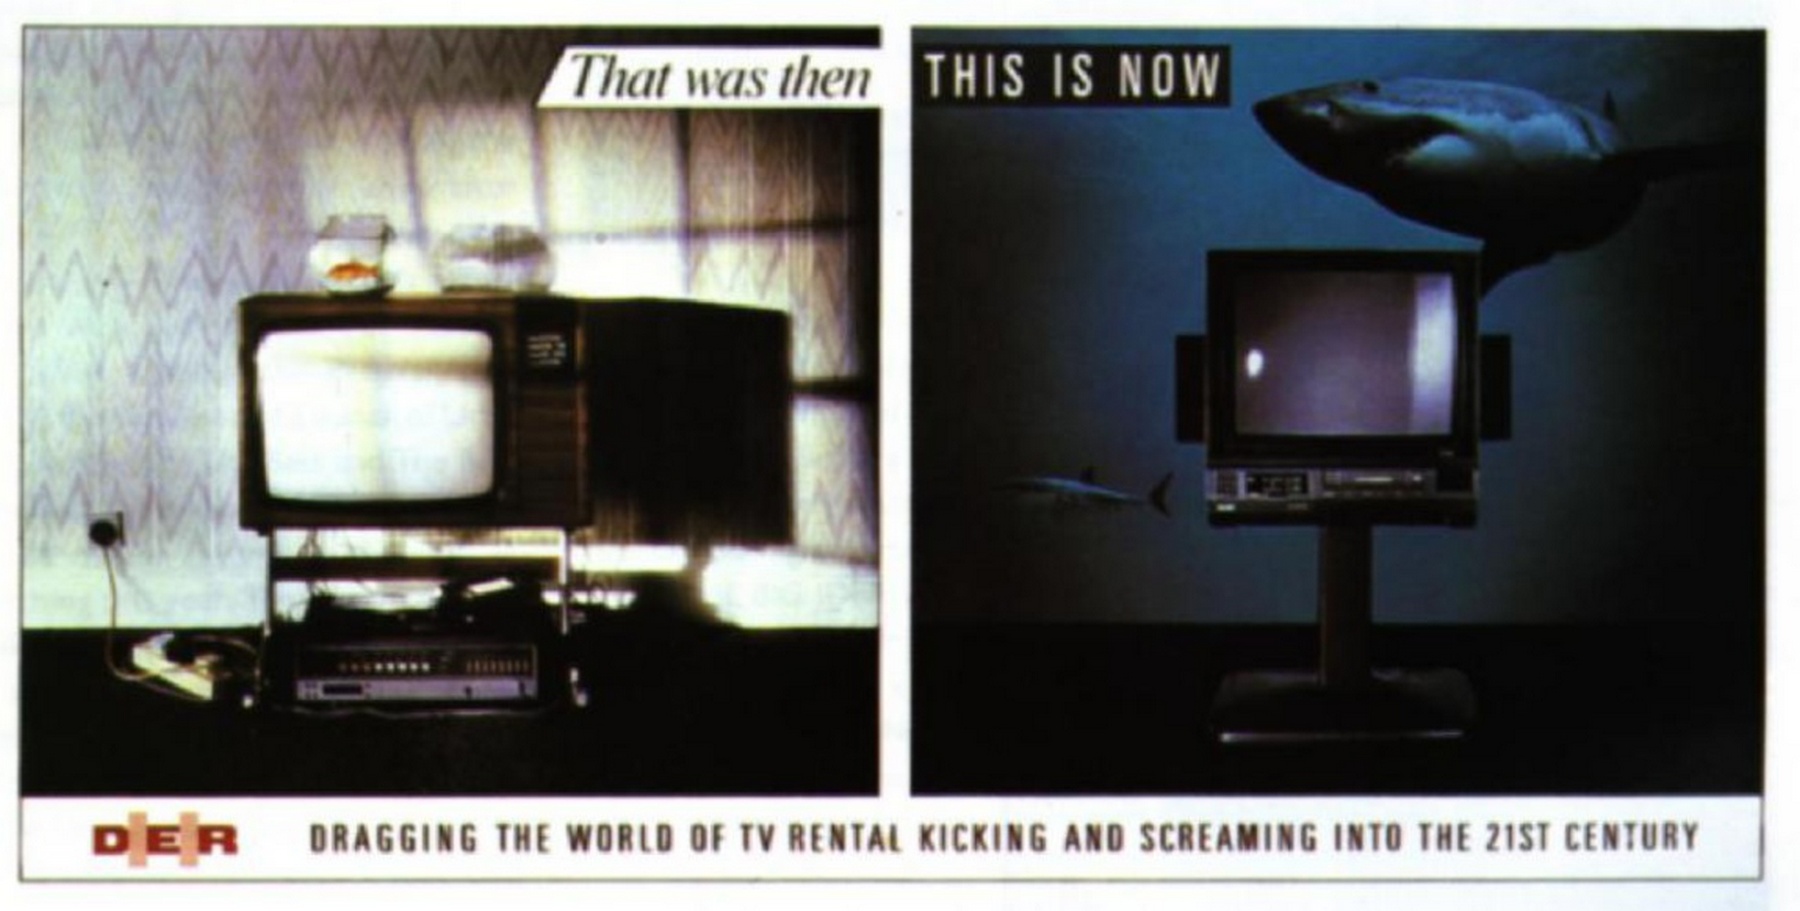 That was then
THIS IS NOW
DER
DRAGGING THE WORLD OF TV RENTAL KICKING AND SCREAMING INTO THE 21ST CENTURY